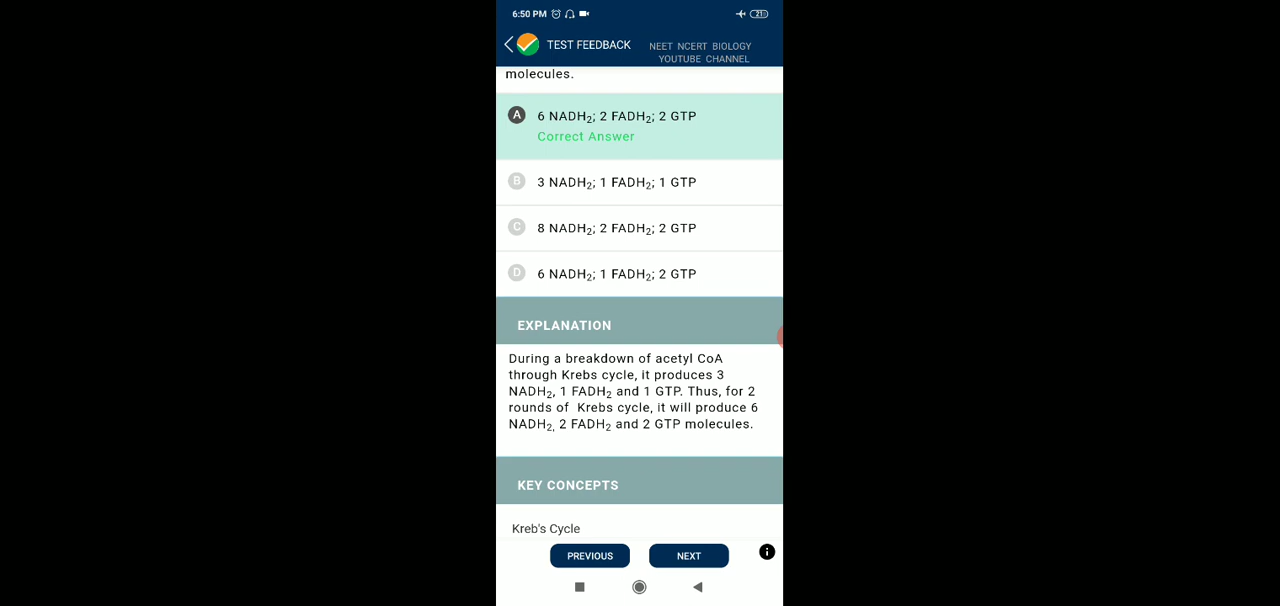 6:50 PM
21
TEST FEEDBACK
NEET NCERT BIOLOGY
YOUTUBE CHANNEL
molecules.
A 6 NADH₂; 2 FADH₂; 2 GTP
Correct Answer
B 3 NADH₂; 1 FADH₂; 1 GTP
C 8 NADH₂; 2 FADH₂; 2 GTP
D 6 NADH₂; 1 FADH₂; 2 GTP
EXPLANATION
During a breakdown of acetyl CoA
through Krebs cycle, it produces 3
NADH₂, 1 FADH₂ and 1 GTP. Thus, for 2
rounds of Krebs cycle, it will produce 6
NADH₂, 2 FADH₂ and 2 GTP molecules.
KEY CONCEPTS
Kreb's Cycle
PREVIOUS NEXT